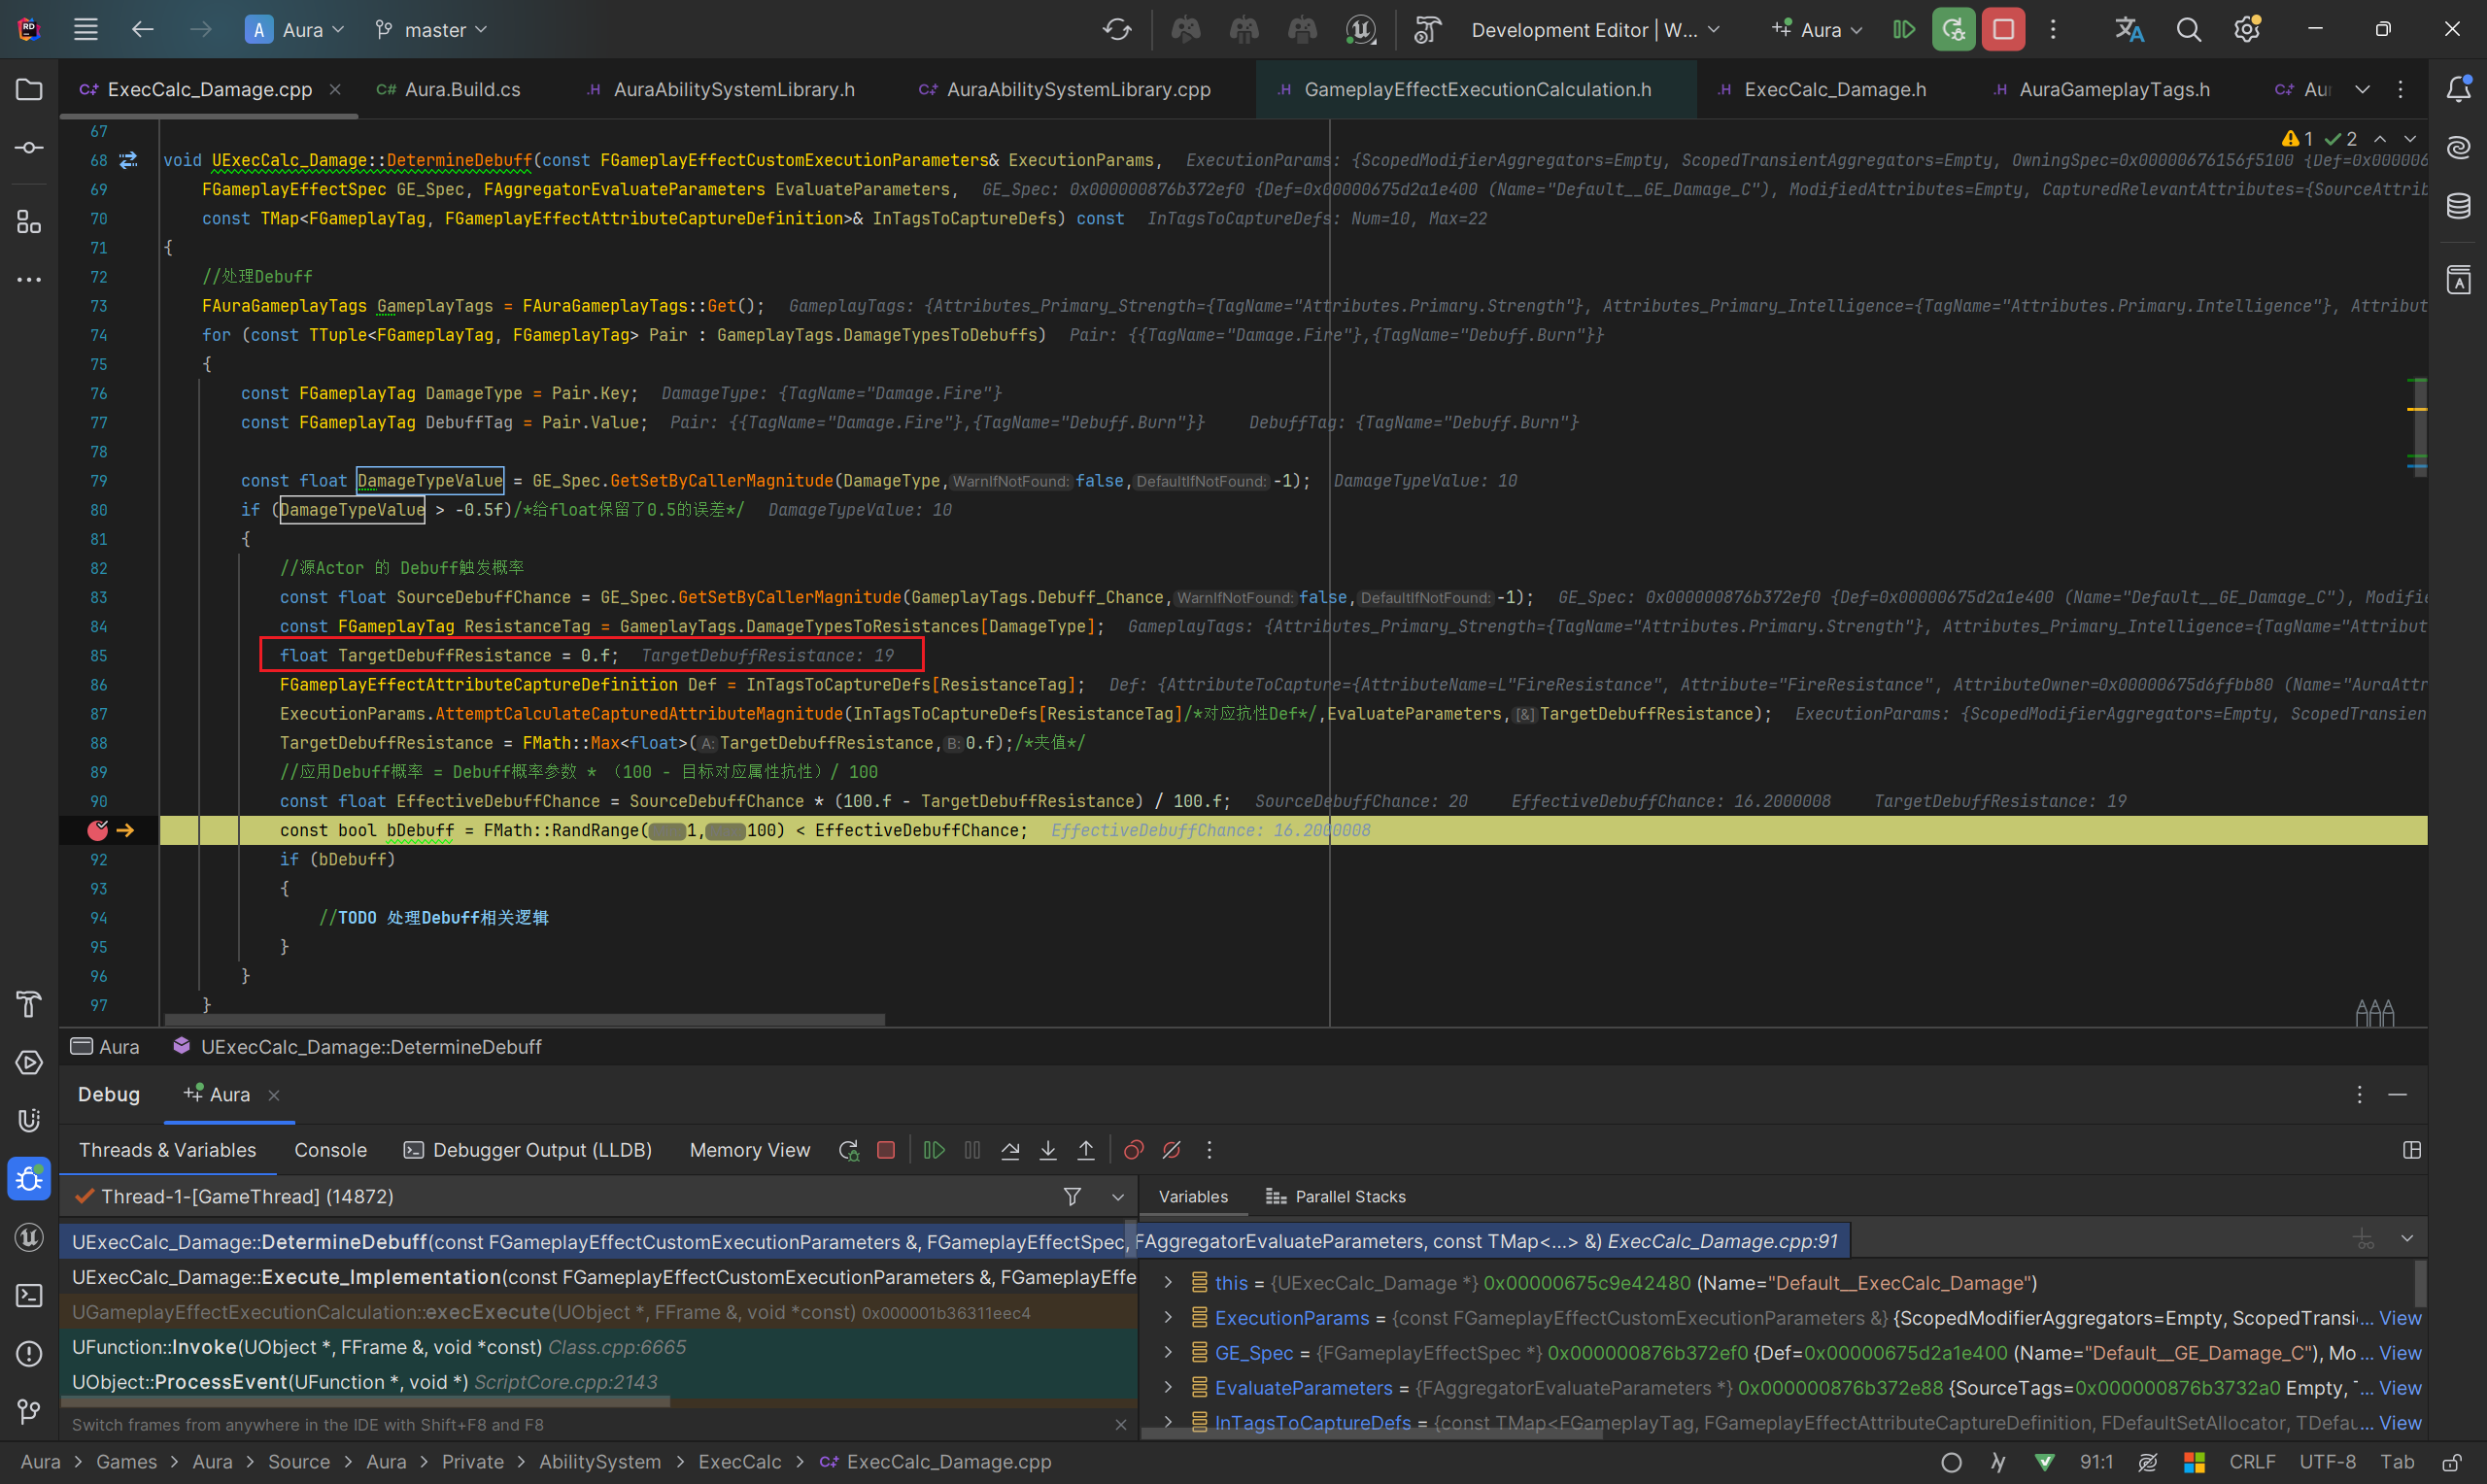 Aura
master
Development Editor | W...
Aura
ExecCalc_Damage.cpp
Aura.Build.cs
AuraAbilitySystemLibrary.h
AuraAbilitySystemLibrary.cpp
GameplayEffectExecutionCalculation.h
ExecCalc_Damage.h
AuraGameplayTags.h
Au
1 2
67
68 void UExecCalc_Damage::DetermineDebuff(const FGameplayEffectCustomExecutionParameters& ExecutionParams, ExecutionParams: {ScopedModifierAggregators=Empty, ScopedTransientAggregators=Empty, OwningSpec=0x00000676156f5100 {Def=0x000006
69 FGameplayEffectSpec GE_Spec, FAggregatorEvaluateParameters EvaluateParameters, GE_Spec: 0x000000876b372ef0 {Def=0x00000675d2a1e400 (Name="Default__GE_Damage_C"), ModifiedAttributes=Empty, CapturedRelevantAttributes={SourceAttrib
70 const TMap<FGameplayTag, FGameplayEffectAttributeCaptureDefinition>& InTagsToCaptureDefs) const InTagsToCaptureDefs: Num=10, Max=22
71 {
72 //处理Debuff
73 FAuraGameplayTags GameplayTags = FAuraGameplayTags::Get(); GameplayTags: {Attributes_Primary_Strength={TagName="Attributes.Primary.Strength"}, Attributes_Primary_Intelligence={TagName="Attributes.Primary.Intelligence"}, Attribut
74 for (const TTuple<FGameplayTag, FGameplayTag> Pair : GameplayTags.DamageTypesToDebuffs) Pair: {{TagName="Damage.Fire"},{TagName="Debuff.Burn"}}
75 {
76 const FGameplayTag DamageType = Pair.Key; DamageType: {TagName="Damage.Fire"}
77 const FGameplayTag DebuffTag = Pair.Value; Pair: {{TagName="Damage.Fire"},{TagName="Debuff.Burn"}} DebuffTag: {TagName="Debuff.Burn"}
78
79 const float DamageTypeValue = GE_Spec.GetSetByCallerMagnitude(DamageType, WarnIfNotFound: false, DefaultIfNotFound: -1); DamageTypeValue: 10
80 if (DamageTypeValue > -0.5f)/*给float保留了0.5的误差*/ DamageTypeValue: 10
81 {
82 //源Actor 的 Debuff触发概率
83 const float SourceDebuffChance = GE_Spec.GetSetByCallerMagnitude(GameplayTags.Debuff_Chance, WarnIfNotFound: false, DefaultIfNotFound: -1); GE_Spec: 0x000000876b372ef0 {Def=0x00000675d2a1e400 (Name="Default__GE_Damage_C"), Modifie
84 const FGameplayTag ResistanceTag = GameplayTags.DamageTypesToResistances[DamageType]; GameplayTags: {Attributes_Primary_Strength={TagName="Attributes.Primary.Strength"}, Attributes_Primary_Intelligence={TagName="Attribut
85 float TargetDebuffResistance = 0.f; TargetDebuffResistance: 19
86 FGameplayEffectAttributeCaptureDefinition Def = InTagsToCaptureDefs[ResistanceTag]; Def: {AttributeToCapture={AttributeName=L"FireResistance", Attribute="FireResistance", AttributeOwner=0x00000675d6ffbb80 (Name="AuraAttr
87 ExecutionParams.AttemptCalculateCapturedAttributeMagnitude(InTagsToCaptureDefs[ResistanceTag]/*对应抗性Def*/,EvaluateParameters,[&]TargetDebuffResistance); ExecutionParams: {ScopedModifierAggregators=Empty, ScopedTransien
88 TargetDebuffResistance = FMath::Max<float>( A: TargetDebuffResistance, B: 0.f);/*夹值*/
89 //应用Debuff概率 = Debuff概率参数 * （100 - 目标对应属性抗性）/ 100
90 const float EffectiveDebuffChance = SourceDebuffChance * (100.f - TargetDebuffResistance) / 100.f; SourceDebuffChance: 20 EffectiveDebuffChance: 16.2000008 TargetDebuffResistance: 19
const bool bDebuff = FMath::RandRange( 1, 100) < EffectiveDebuffChance; EffectiveDebuffChance: 16.2000008
92 if (bDebuff)
93 {
94 //TODO 处理Debuff相关逻辑
95 }
96 }
97 }
Aura UExecCalc_Damage::DetermineDebuff
Debug Aura
Threads & Variables Console Debugger Output (LLDB) Memory View
Thread-1-[GameThread] (14872)
Variables Parallel Stacks
UExecCalc_Damage::DetermineDebuff(const FGameplayEffectCustomExecutionParameters &, FGameplayEffectSpec, FAggregatorEvaluateParameters, const TMap<...> &) ExecCalc_Damage.cpp:91
UExecCalc_Damage::Execute_Implementation(const FGameplayEffectCustomExecutionParameters &, FGameplayEffe
UGameplayEffectExecutionCalculation::execExecute(UObject *, FFrame &, void *const) 0x000001b36311eec4
UFunction::Invoke(UObject *, FFrame &, void *const) Class.cpp:6665
UObject::ProcessEvent(UFunction *, void *) ScriptCore.cpp:2143
Switch frames from anywhere in the IDE with Shift+F8 and F8
this = {UExecCalc_Damage *} 0x00000675c9e42480 (Name="Default__ExecCalc_Damage")
ExecutionParams = {const FGameplayEffectCustomExecutionParameters &} {ScopedModifierAggregators=Empty, ScopedTransi... View
GE_Spec = {FGameplayEffectSpec *} 0x000000876b372ef0 {Def=0x00000675d2a1e400 (Name="Default__GE_Damage_C"), Mo... View
EvaluateParameters = {FAggregatorEvaluateParameters *} 0x000000876b372e88 {SourceTags=0x000000876b3732a0 Empty, ... View
InTagsToCaptureDefs = {const TMap<FGameplayTag, FGameplayEffectAttributeCaptureDefinition, FDefaultSetAllocator, TDefau... View
Aura > Games > Aura > Source > Aura > Private > AbilitySystem > ExecCalc > ExecCalc_Damage.cpp
91:1 CRLF UTF-8 Tab